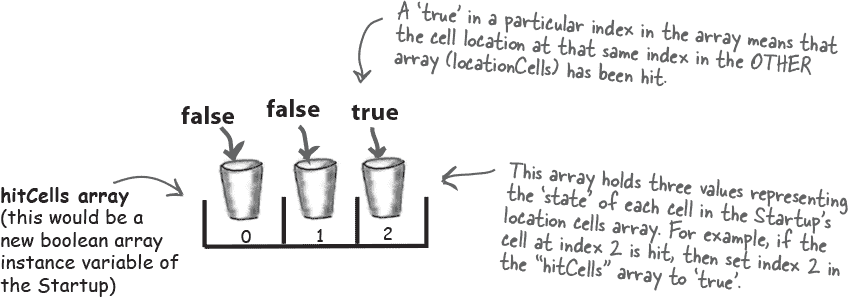 A 'true' in a particular index in the array means that
the cell location at that same index in the OTHER
array (locationCells) has been hit.
false
false
true
hitCells array
(this would be a
new boolean array
instance variable of
the Startup)
0
1
2
This array holds three values representing
the 'state' of each cell in the Startup's
location cells array. For example, if the
cell at index 2 is hit, then set index 2 in
the "hitCells" array to 'true'.